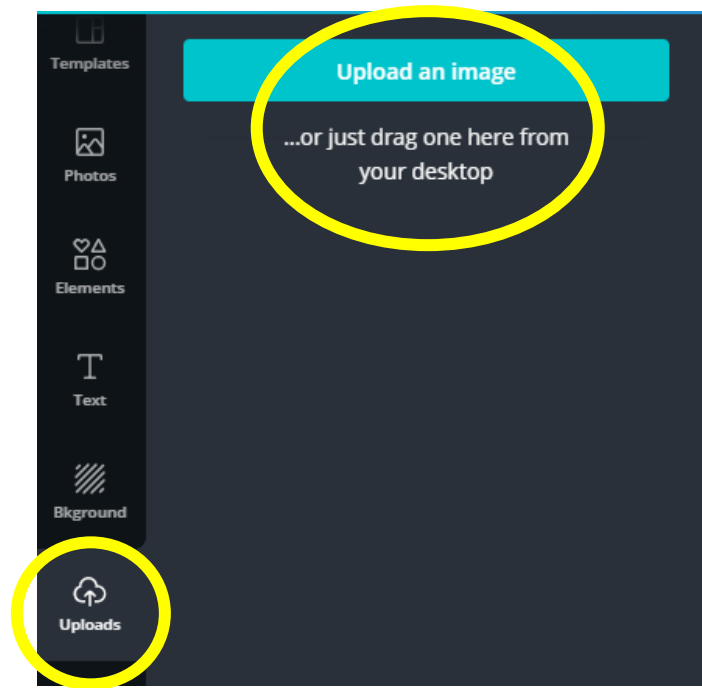 Templates
Upload an image
...or just drag one here from
your desktop
Photos
Elements
Text
Bkground
Uploads